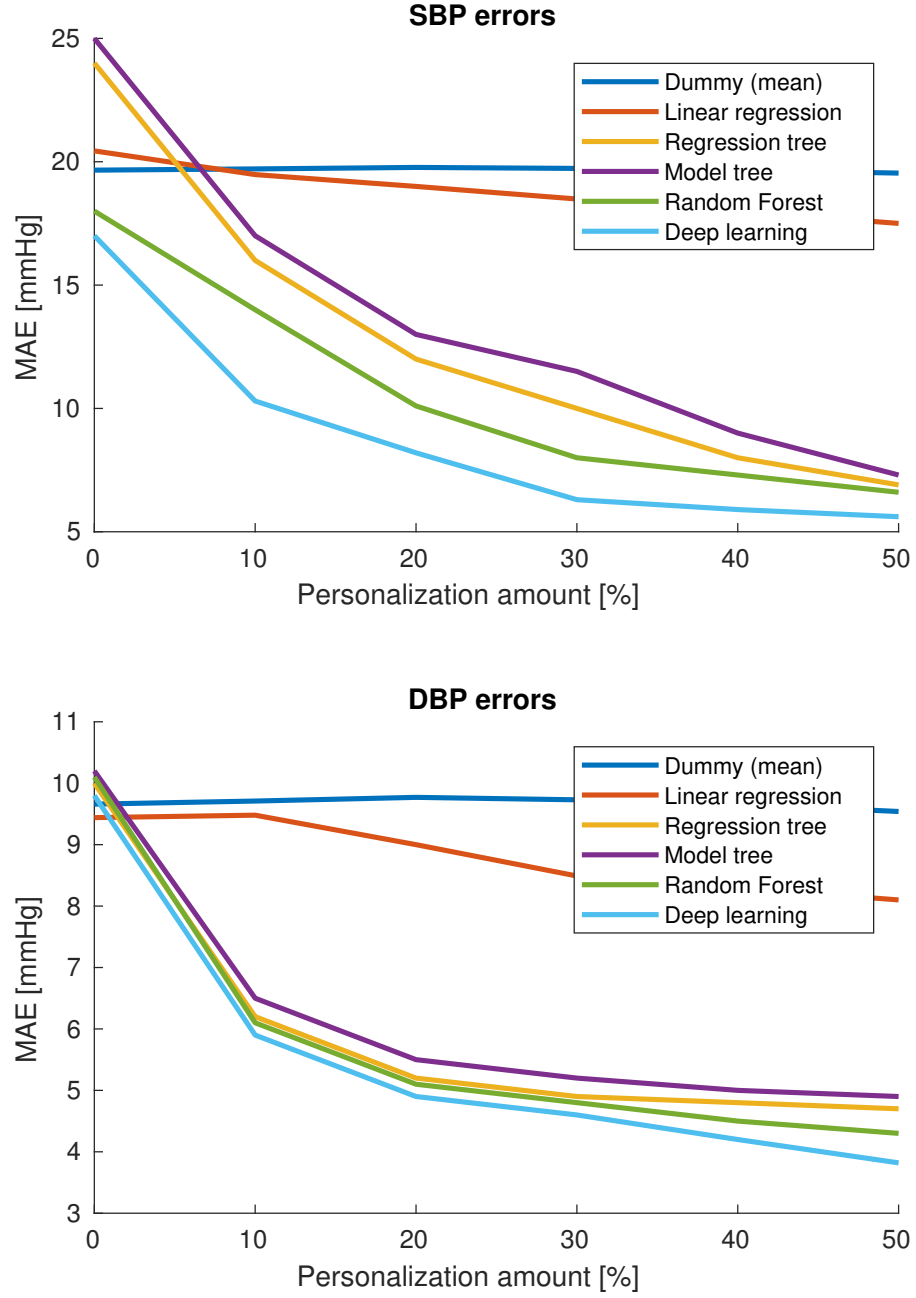 SBP errors
25
20
15
10
5
MAE [mmHg]
Dummy (mean)
Linear regression
Regression tree
Model tree
Random Forest
Deep learning
0 10 20 30 40 50
Personalization amount [%]
DBP errors
11
10
9
8
7
6
5
4
3
MAE [mmHg]
Dummy (mean)
Linear regression
Regression tree
Model tree
Random Forest
Deep learning
0 10 20 30 40 50
Personalization amount [%]